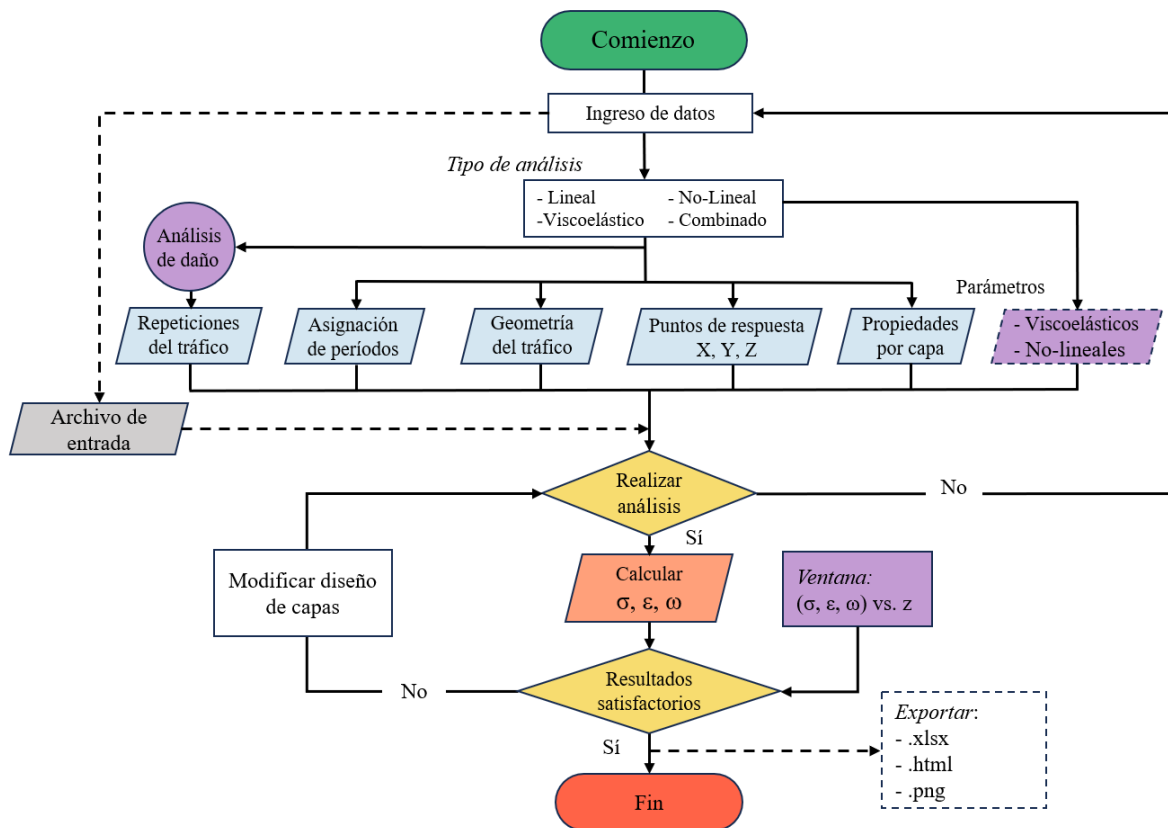 Comienzo
Ingreso de datos
Tipo de análisis
- Lineal - No-Lineal
-Viscoelástico - Combinado
Análisis
de daño
Parámetros
Repeticiones
del tráfico
Asignación
de períodos
Geometría
del tráfico
Puntos de respuesta
X, Y, Z
Propiedades
por capa
- Viscoelásticos
- No-lineales
Archivo de
entrada
Realizar
análisis
No
Sí
Modificar diseño
de capas
Calcular
σ, ε, ω
Ventana:
(σ, ε, ω) vs. z
Resultados
satisfactorios
No
Sí
Exportar:
- .xlsx
- .html
- .png
Fin